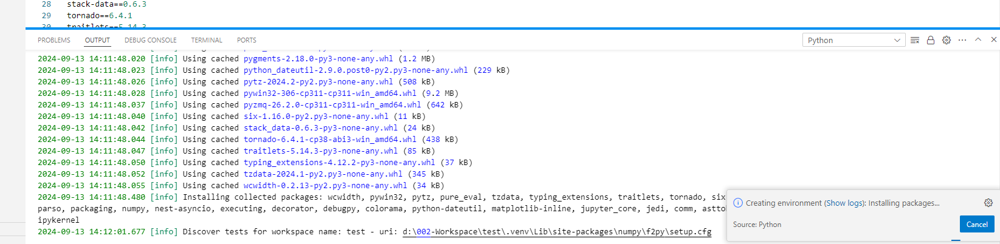 28 stack-data==0.6.3
29 tornado==6.4.1
30 traitlets==5.14.3
PROBLEMS OUTPUT DEBUG CONSOLE TERMINAL PORTS Python
2024-09-13 14:11:48.020 [info] Using cached pygments-2.18.0-py3-none-any.whl (1.2 MB)
2024-09-13 14:11:48.023 [info] Using cached python_dateutil-2.9.0.post0-py2.py3-none-any.whl (229 kB)
2024-09-13 14:11:48.026 [info] Using cached pytz-2024.2-py2.py3-none-any.whl (508 kB)
2024-09-13 14:11:48.028 [info] Using cached pywin32-306-cp311-cp311-win_amd64.whl (9.2 MB)
2024-09-13 14:11:48.037 [info] Using cached pyzmq-26.2.0-cp311-cp311-win_amd64.whl (642 kB)
2024-09-13 14:11:48.040 [info] Using cached six-1.16.0-py2.py3-none-any.whl (11 kB)
2024-09-13 14:11:48.042 [info] Using cached stack_data-0.6.3-py3-none-any.whl (24 kB)
2024-09-13 14:11:48.044 [info] Using cached tornado-6.4.1-cp38-abi3-win_amd64.whl (438 kB)
2024-09-13 14:11:48.047 [info] Using cached traitlets-5.14.3-py3-none-any.whl (85 kB)
2024-09-13 14:11:48.050 [info] Using cached typing_extensions-4.12.2-py3-none-any.whl (37 kB)
2024-09-13 14:11:48.052 [info] Using cached tzdata-2024.1-py2.py3-none-any.whl (345 kB)
2024-09-13 14:11:48.055 [info] Using cached wcwidth-0.2.13-py2.py3-none-any.whl (34 kB)
2024-09-13 14:11:48.480 [info] Installing collected packages: wcwidth, pywin32, pytz, pure_eval, tzdata, typing_extensions, traitlets, tornado, six
parso, packaging, numpy, nest-asyncio, executing, decorator, debugpy, colorama, python-dateutil, matplotlib-inline, jupyter_core, jedi, comm,
ipykernel
2024-09-13 14:12:01.677 [info] Discover tests for workspace name: test - uri: d:\002-Workspace\test\.venv\Lib\site-packages\numpy\f2py\setup.cfg
Creating environment (Show logs): Installing packages...
Source: Python
Cancel